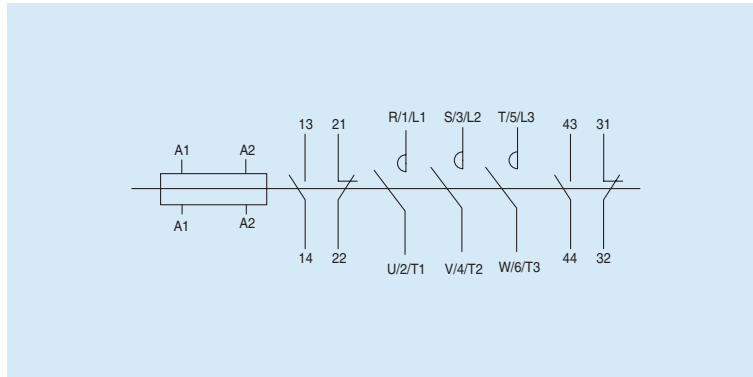 R/1/L1 S/3/L2 T/5/L3
13 21 43 31
A1 A2
A1 A2
14 22 U/2/T1 V/4/T2 W/6/T3 44 32